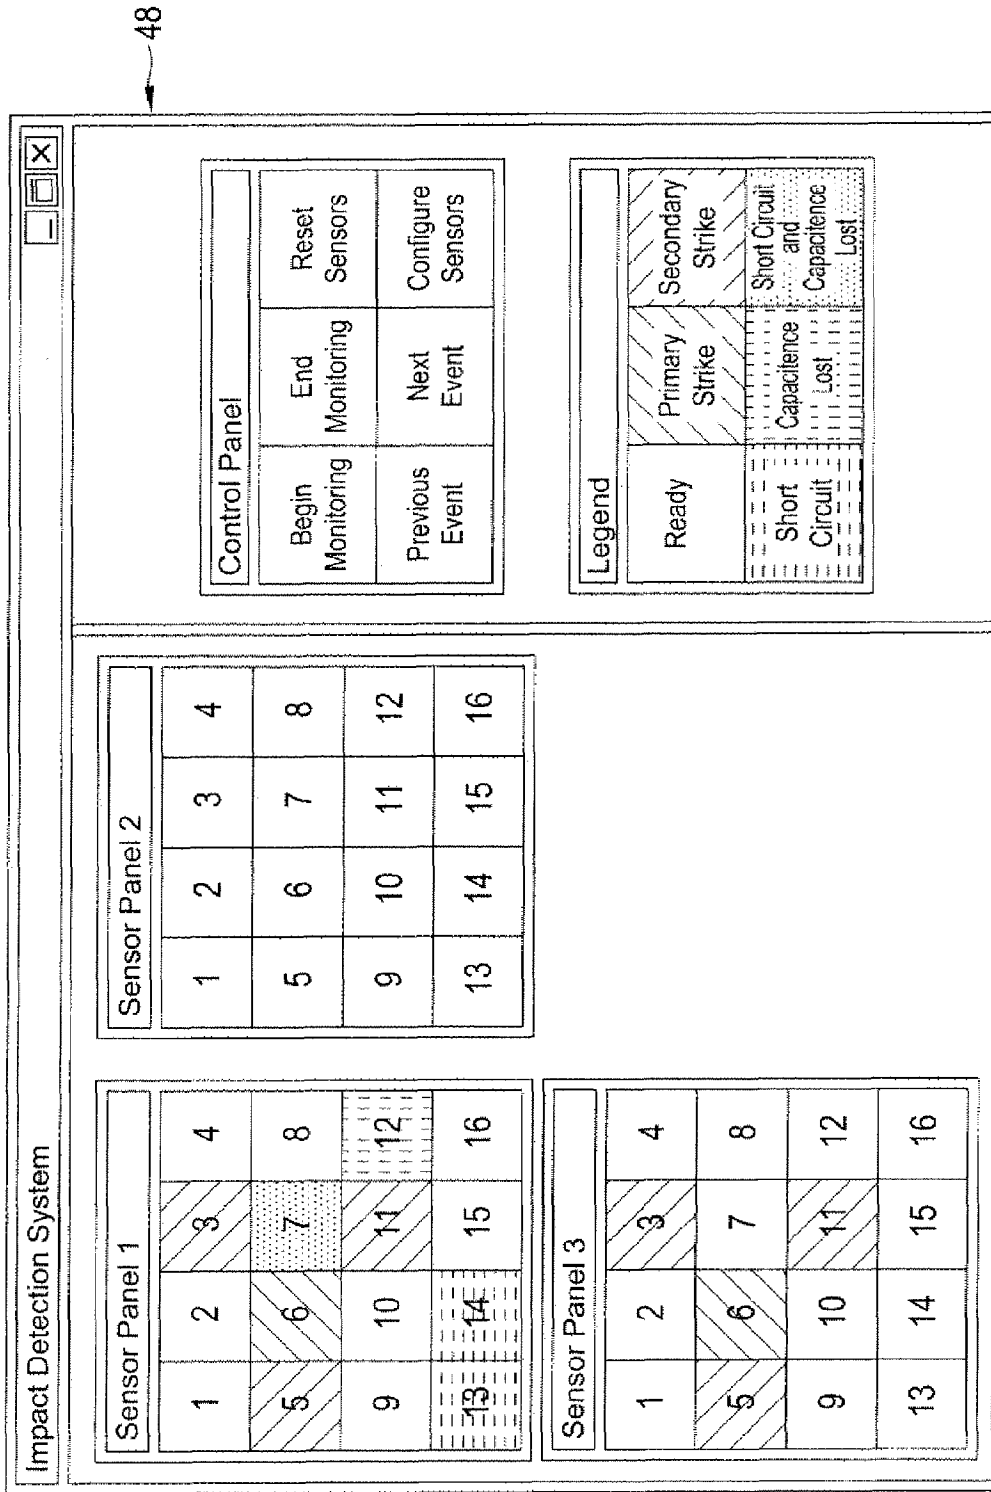 48
Impact Detection System
Sensor Panel 1
1 2 3 4
5 6 7 8
9 10 11 12
13 14 15 16
Sensor Panel 2
1 2 3 4
5 6 7 8
9 10 11 12
13 14 15 16
Sensor Panel 3
1 2 3 4
5 6 7 8
9 10 11 12
13 14 15 16
Control Panel
Begin
Monitoring
End
Monitoring
Reset
Sensors
Previous
Event
Next
Event
Configure
Sensors
Legend
Ready
Primary
Strike
Secondary
Strike
Short
Circuit
Capacitence
Lost
Short Circuit
and
Capacitence
Lost